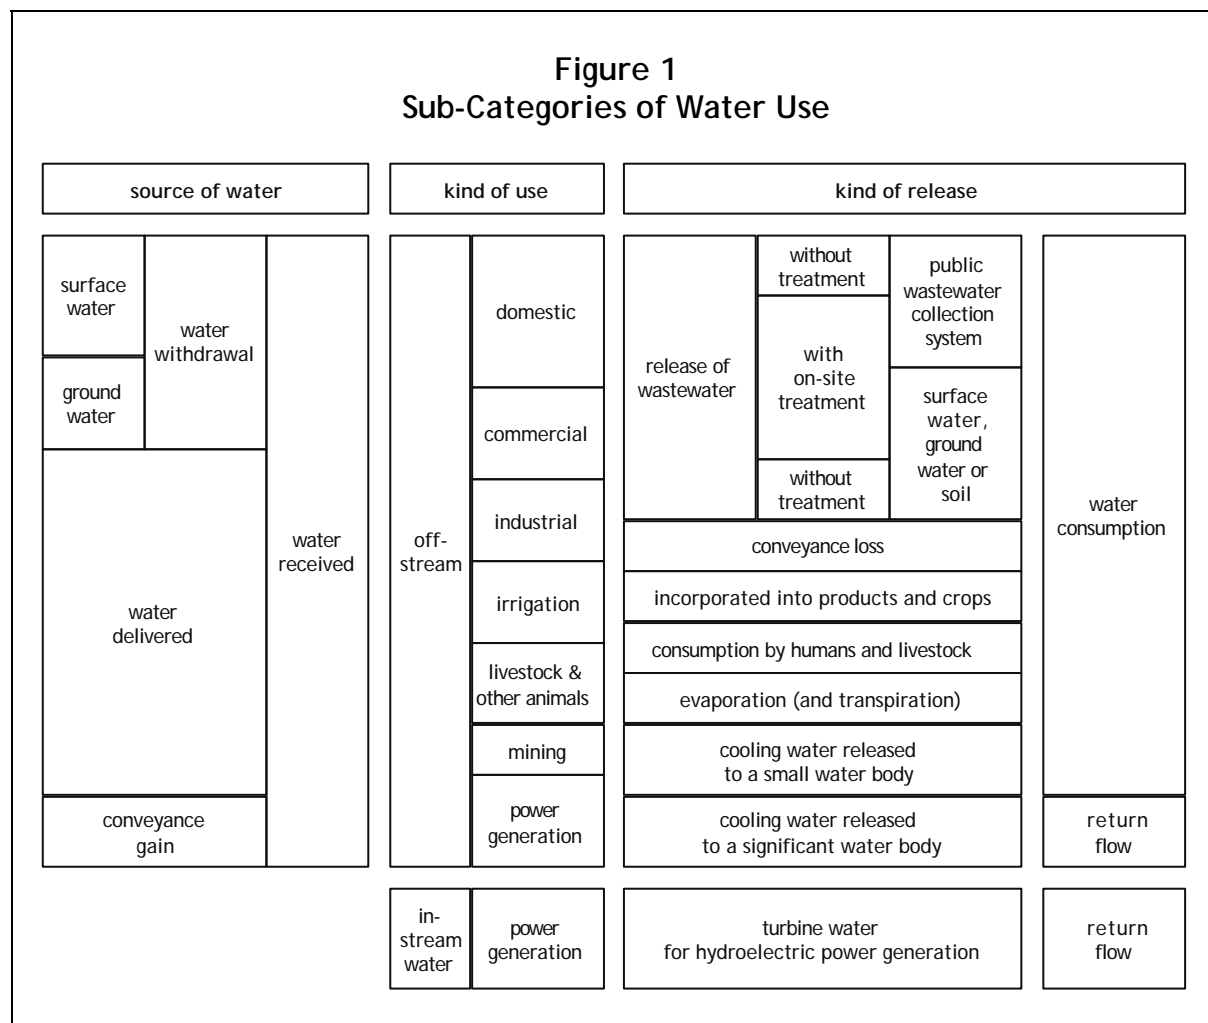 Figure 1
Sub-Categories of Water Use
source of water
kind of use
kind of release
surface
water
water
withdrawal
ground
water
water
received
water
delivered
conveyance
gain
off-
stream
domestic
commercial
industrial
irrigation
livestock &
other animals
mining
power
generation
release of
wastewater
without
treatment
with
on-site
treatment
without
treatment
public
wastewater
collection
system
surface
water,
ground
water or
soil
conveyance loss
incorporated into products and crops
consumption by humans and livestock
evaporation (and transpiration)
cooling water released
to a small water body
cooling water released
to a significant water body
water
consumption
return
flow
in-
stream
water
power
generation
turbine water
for hydroelectric power generation
return
flow